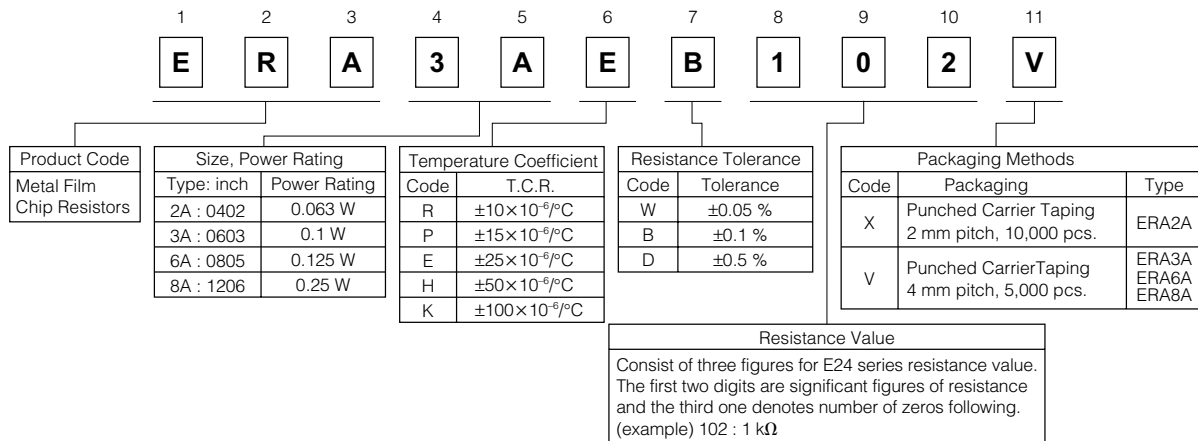 1 2 3 4 5 6 7 8 9 10 11
E R A 3 A E B 1 0 2 V
Product Code
Metal Film
Chip Resistors
Size, Power Rating
Type: inch Power Rating
2A : 0402 0.063 W
3A : 0603 0.1 W
6A : 0805 0.125 W
8A : 1206 0.25 W
Temperature Coefficient
Code T.C.R.
R ±10×10⁻⁶/°C
P ±15×10⁻⁶/°C
E ±25×10⁻⁶/°C
H ±50×10⁻⁶/°C
K ±100×10⁻⁶/°C
Resistance Tolerance
Code Tolerance
W ±0.05 %
B ±0.1 %
D ±0.5 %
Packaging Methods
Code Packaging Type
X Punched Carrier Taping
2 mm pitch, 10,000 pcs. ERA2A
V Punched CarrierTaping
4 mm pitch, 5,000 pcs. ERA3A
ERA6A
ERA8A
Resistance Value
Consist of three figures for E24 series resistance value.
The first two digits are significant figures of resistance
and the third one denotes number of zeros following.
(example) 102 : 1 kΩ